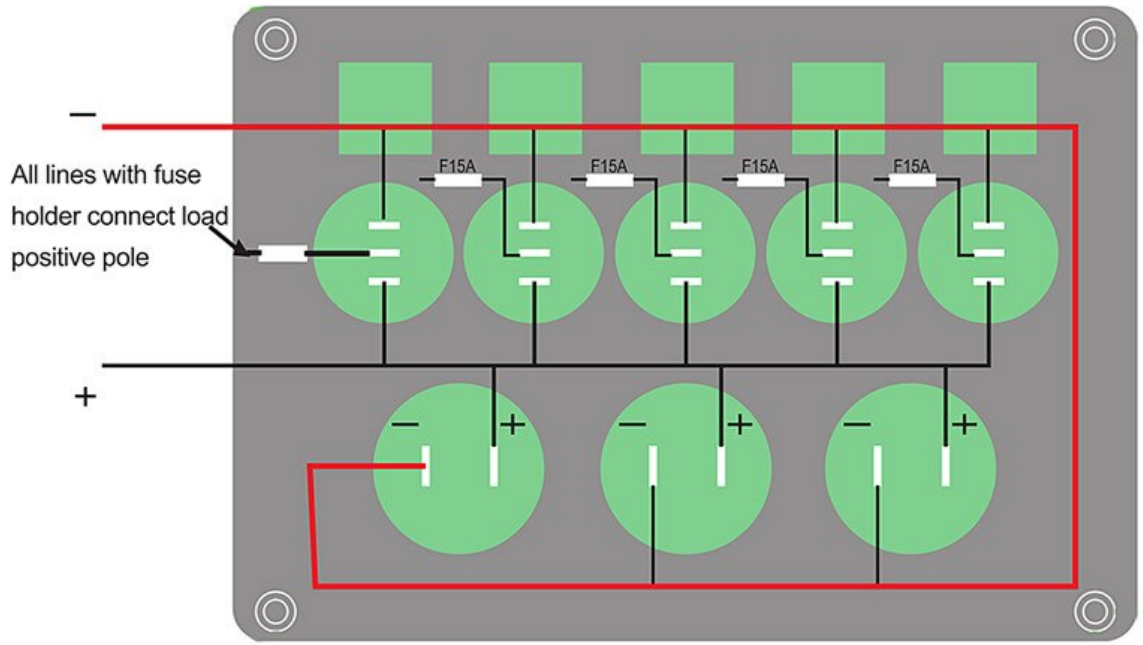 −
All lines with fuse
holder connect load
positive pole
F15A F15A F15A F15A
+
− + − + − +